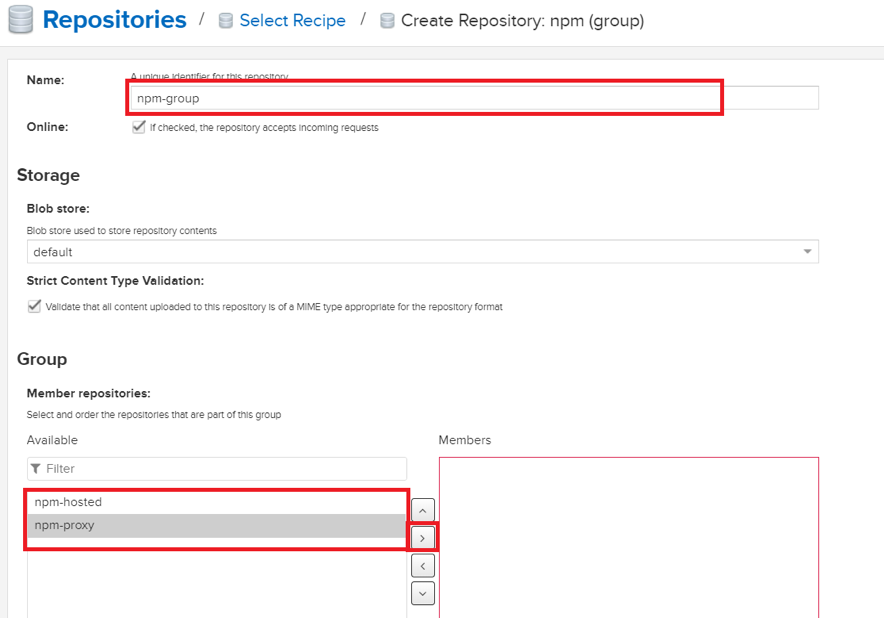 Repositories / Select Recipe / Create Repository: npm (group)
Name:
A unique identifier for this repository
npm-group
Online:
If checked, the repository accepts incoming requests
Storage
Blob store:
Blob store used to store repository contents
default
Strict Content Type Validation:
Validate that all content uploaded to this repository is of a MIME type appropriate for the repository format
Group
Member repositories:
Select and order the repositories that are part of this group
Available
Members
Filter
npm-hosted
npm-proxy